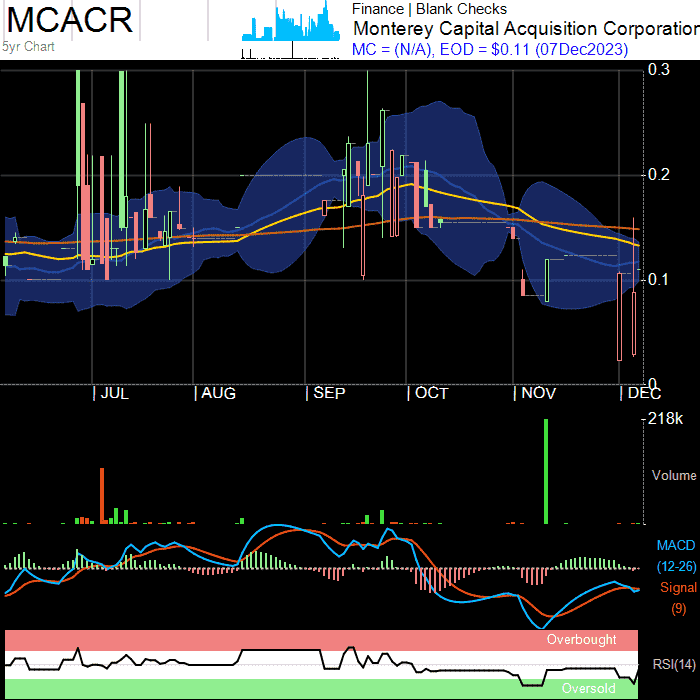 MCACR
5yr Chart
Finance | Blank Checks
Monterey Capital Acquisition Corporation
MC = (N/A), EOD = $0.11 (07Dec2023)
0.3
0.2
0.1
0
JUL AUG SEP OCT NOV DEC
218k
Volume
MACD
(12-26)
Signal
(9)
Overbought
RSI(14)
Oversold